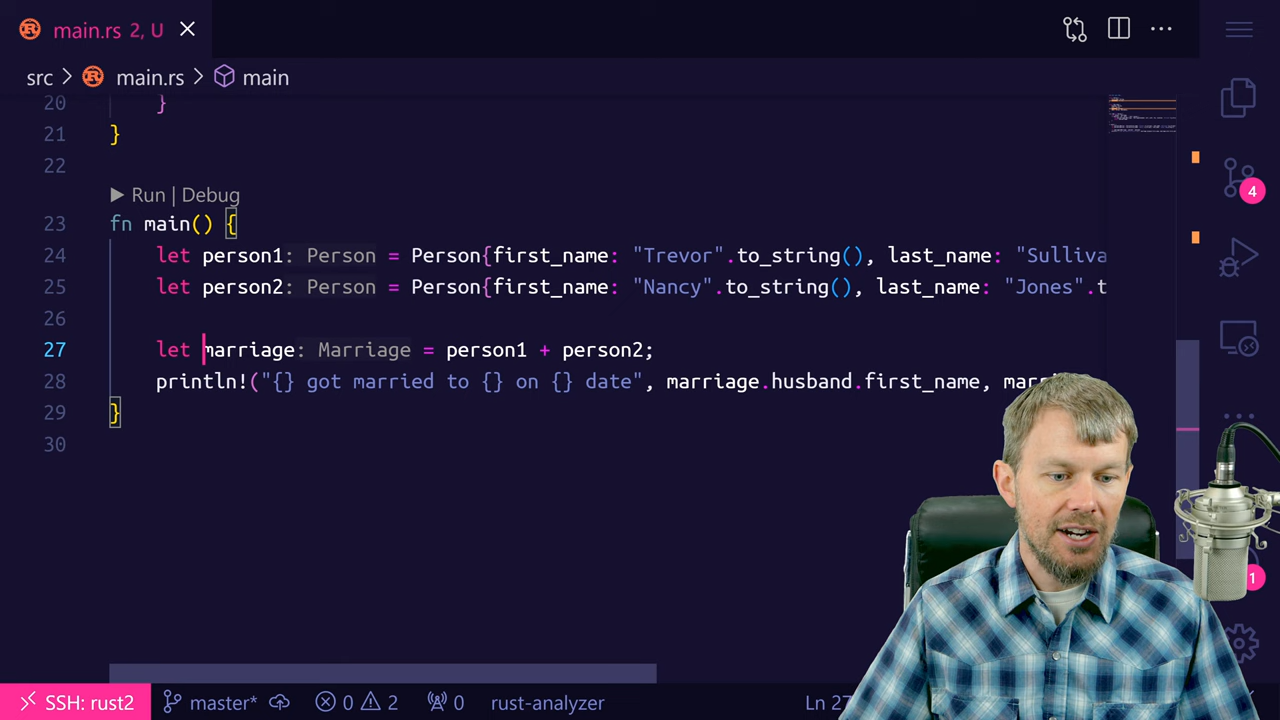 main.rs 2, U
src > main.rs > main
20 }
21 }
22
Run | Debug
23 fn main() {
24 let person1: Person = Person{first_name: "Trevor".to_string(), last_name: "Sulliva
25 let person2: Person = Person{first_name: "Nancy".to_string(), last_name: "Jones".t
26
27 let marriage: Marriage = person1 + person2;
28 println!("{} got married to {} on {} date", marriage.husband.first_name,
29 }
30
4
1
SSH: rust2 master* 0 2 0 rust-analyzer Ln 27